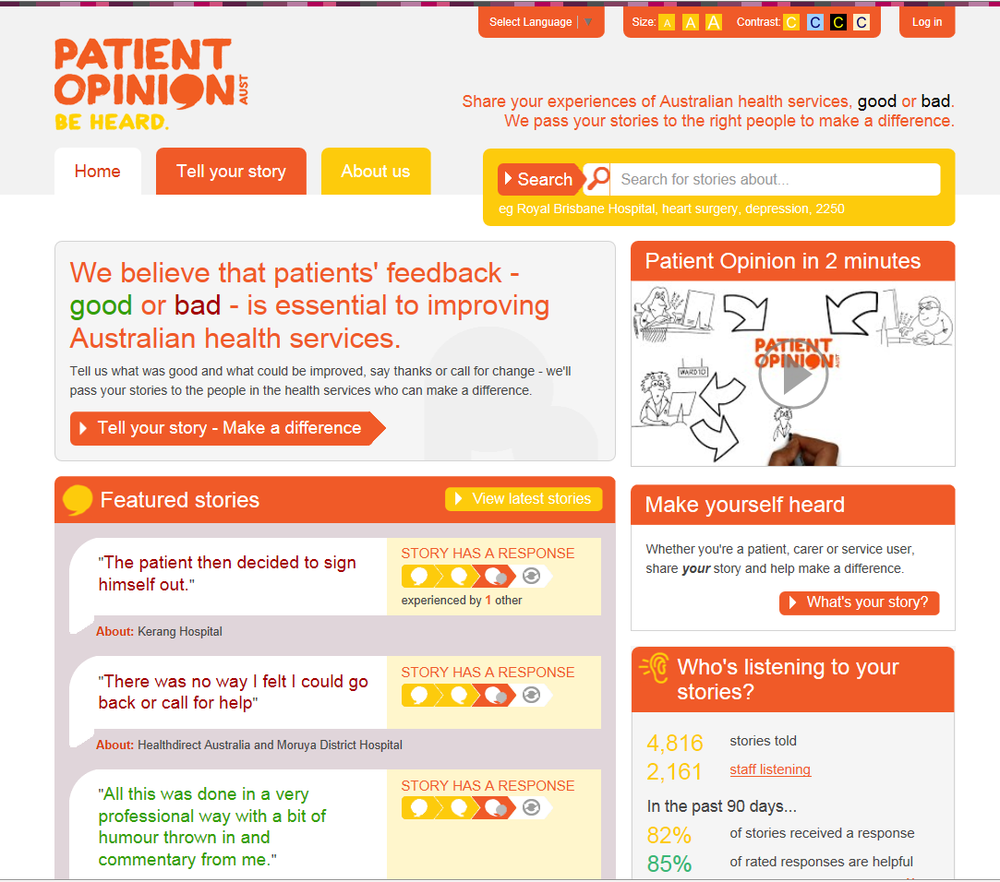 Select Language
Size: A A A Contrast: C C C C
Log in
PATIENT
OPINION
AUST
BE HEARD.
Share your experiences of Australian health services, good or bad.
We pass your stories to the right people to make a difference.
Home
Tell your story
About us
Search
Search for stories about...
eg Royal Brisbane Hospital, heart surgery, depression, 2250
We believe that patients' feedback -
good or bad - is essential to improving
Australian health services.
Tell us what was good and what could be improved, say thanks or call for change - we'll
pass your stories to the people in the health services who can make a difference.
Tell your story - Make a difference
Patient Opinion in 2 minutes
PATIENT
OPINION
AUST
WARD 10
Featured stories
View latest stories
"The patient then decided to sign
himself out."
STORY HAS A RESPONSE
experienced by 1 other
About: Kerang Hospital
"There was no way I felt I could go
back or call for help"
STORY HAS A RESPONSE
About: Healthdirect Australia and Moruya District Hospital
"All this was done in a very
professional way with a bit of
humour thrown in and
commentary from me."
STORY HAS A RESPONSE
Make yourself heard
Whether you're a patient, carer or service user,
share your story and help make a difference.
What's your story?
Who's listening to your
stories?
4,816 stories told
2,161 staff listening
In the past 90 days...
82% of stories received a response
85% of rated responses are helpful